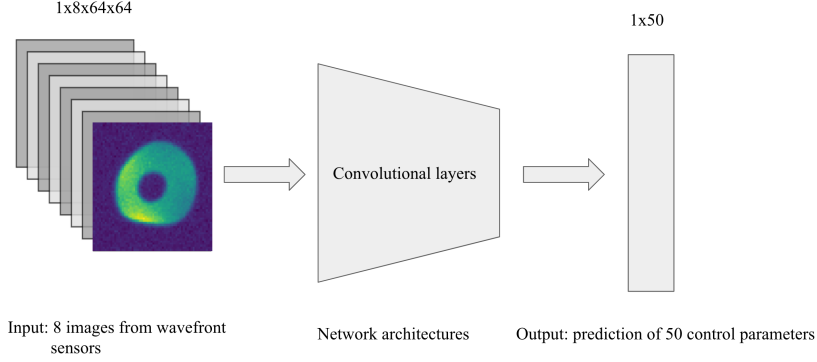 1x8x64x64
1x50
Convolutional layers
Input: 8 images from wavefront
sensors
Network architectures
Output: prediction of 50 control parameters